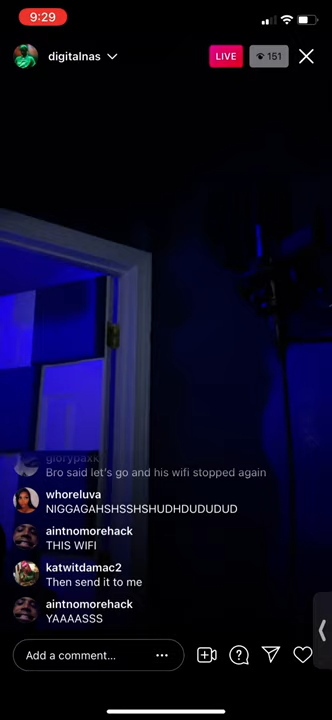 9:29
digitalnas
LIVE
151
glorypaxk
Bro said let's go and his wifi stopped again
whoreluva
NIGGAGAHSHSSHSHUDHDUDUDUD
aintnomorehack
THIS WIFI
katwitdamac2
Then send it to me
aintnomorehack
YAAAASSS
Add a comment...